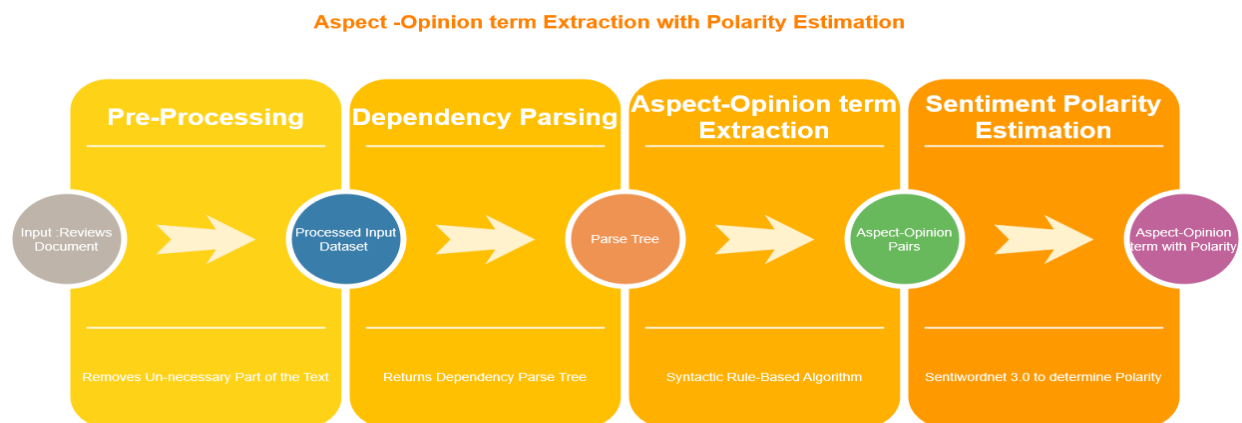 Aspect -Opinion term Extraction with Polarity Estimation
Pre-Processing
Dependency Parsing
Aspect-Opinion term
Extraction
Sentiment Polarity
Estimation
Input :Reviews
Document
Processed Input
Dataset
Parse Tree
Aspect-Opinion
Pairs
Aspect-Opinion
term with Polarity
Removes Un-necessary Part of the Text
Returns Dependency Parse Tree
Syntactic Rule-Based Algorithm
Sentiwordnet 3.0 to determine Polarity